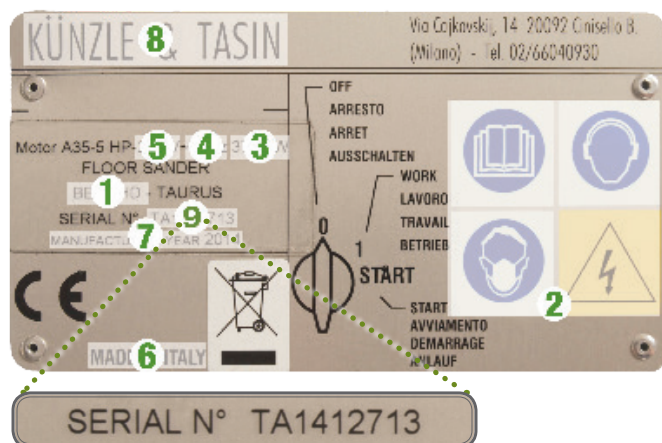 KÜNZLE & TASIN
8
Via Cajkovskij, 14 20092 Cinisello B.
(Milano) - Tel. 02/66040930
Motor A35-5 HP-
5
4
3
FLOOR SANDER
1
- TAURUS
SERIAL N°
9
MANUFACTU YEAR
7
OFF
ARRESTO
ARRET
AUSSCHALTEN
WORK
LAVORO
TRAVAIL
BETRIEB
0
1
START
START
AVVIAMENTO
DEMARRAGE
ANLAUF
2
CE
MADE
6
ITALY
SERIAL N° TA1412713